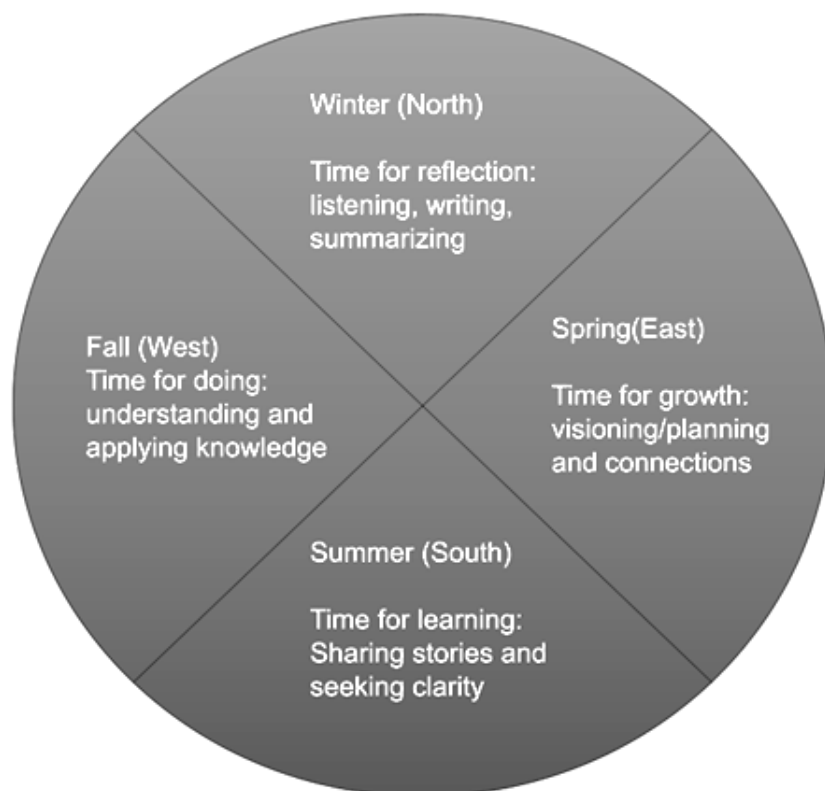 Winter (North)
Time for reflection:
listening, writing,
summarizing
Spring(East)
Time for growth:
visioning/planning
and connections
Fall (West)
Time for doing:
understanding and
applying knowledge
Summer (South)
Time for learning:
Sharing stories and
seeking clarity